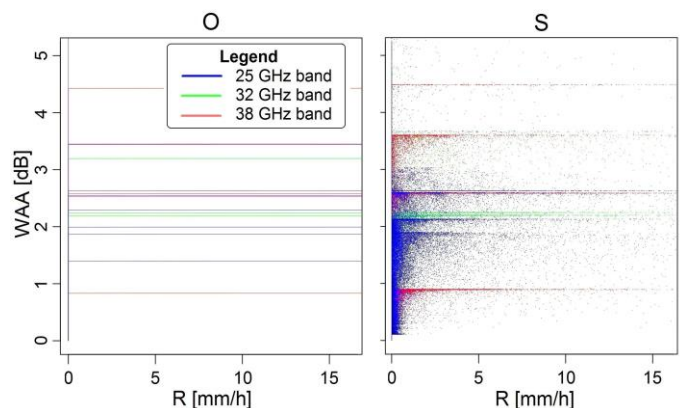 O S
Legend
25 GHz band
32 GHz band
38 GHz band
WAA [dB]
5
4
3
2
1
0
0 5 10 15
0 5 10 15
R [mm/h] R [mm/h]